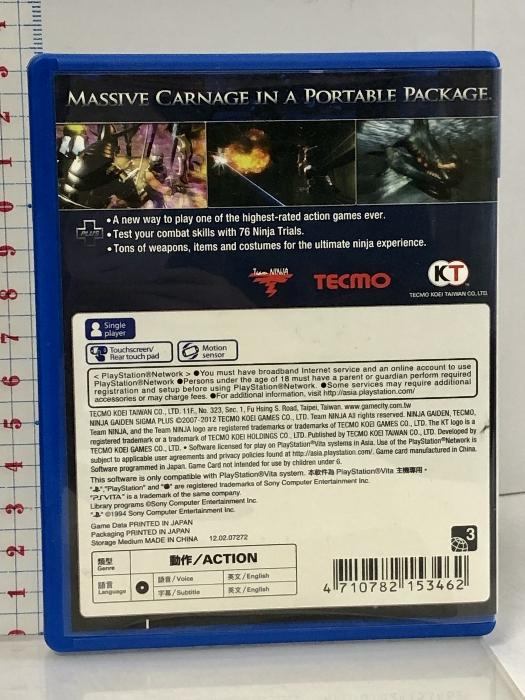 MASSIVE CARNAGE IN A PORTABLE PACKAGE.
PLUS
• A new way to play one of the highest-rated action games ever.
• Test your combat skills with 76 Ninja Trials.
• Tons of weapons, items and costumes for the ultimate ninja experience.
Team NINJA
TECMO
KT
TECMO KOEI TAIWAN CO., LTD.
Single player
Touchscreen/ Rear touch pad
Motion sensor
< PlayStation®Network > ●You must have broadband Internet service and an online account to use
PlayStation®Network ●Persons under the age of 18 must have a parent or guardian perform required
registration and setup before using PlayStation®Network. ●Some services may require additional
accessories or may charge fees. ●For additional information, visit http://asia.playstation.com/
TECMO KOEI TAIWAN CO., LTD. 11F., No. 323, Sec. 1, Fu Hsing S. Road, Taipei, Taiwan. www.gamecity.com.tw
NINJA GAIDEN SIGMA PLUS ©2007-2012 TECMO KOEI GAMES CO., LTD. Team NINJA All rights reserved. NINJA GAIDEN, TECMO,
Team NINJA, and the Team NINJA logo are registered trademarks or trademarks of TECMO KOEI GAMES CO., LTD. The KT logo is a
registered trademark or a trademark of TECMO KOEI HOLDINGS CO., LTD. Published by TECMO KOEI TAIWAN CO., LTD. Developed by
TECMO KOEI GAMES CO., LTD. • Software licensed for play on PlayStation®Vita systems in Asia. Use of the PlayStation®Network is
subject to applicable user agreements and privacy policies found at http://asia.playstation.com/. Game card manufactured in China.
Software programmed in Japan. Game Card not intended for use by children under 6.
This software is only compatible with PlayStation®Vita system. 本軟件為 PlayStation®Vita 主機專用。
"PlayStation" and are registered trademarks of Sony Computer Entertainment Inc.
"PSVITA" is a trademark of the same company.
Library programs ©Sony Computer Entertainment Inc.
©1994 Sony Computer Entertainment Inc.
Game Data PRINTED IN JAPAN
Packaging PRINTED IN JAPAN
Storage Medium MADE IN CHINA 12.02.07272
3
類型 Genre 動作/ACTION
語言 Language 語音/Voice 英文/English
字幕/Subtitle 英文/English
4 710782 153462